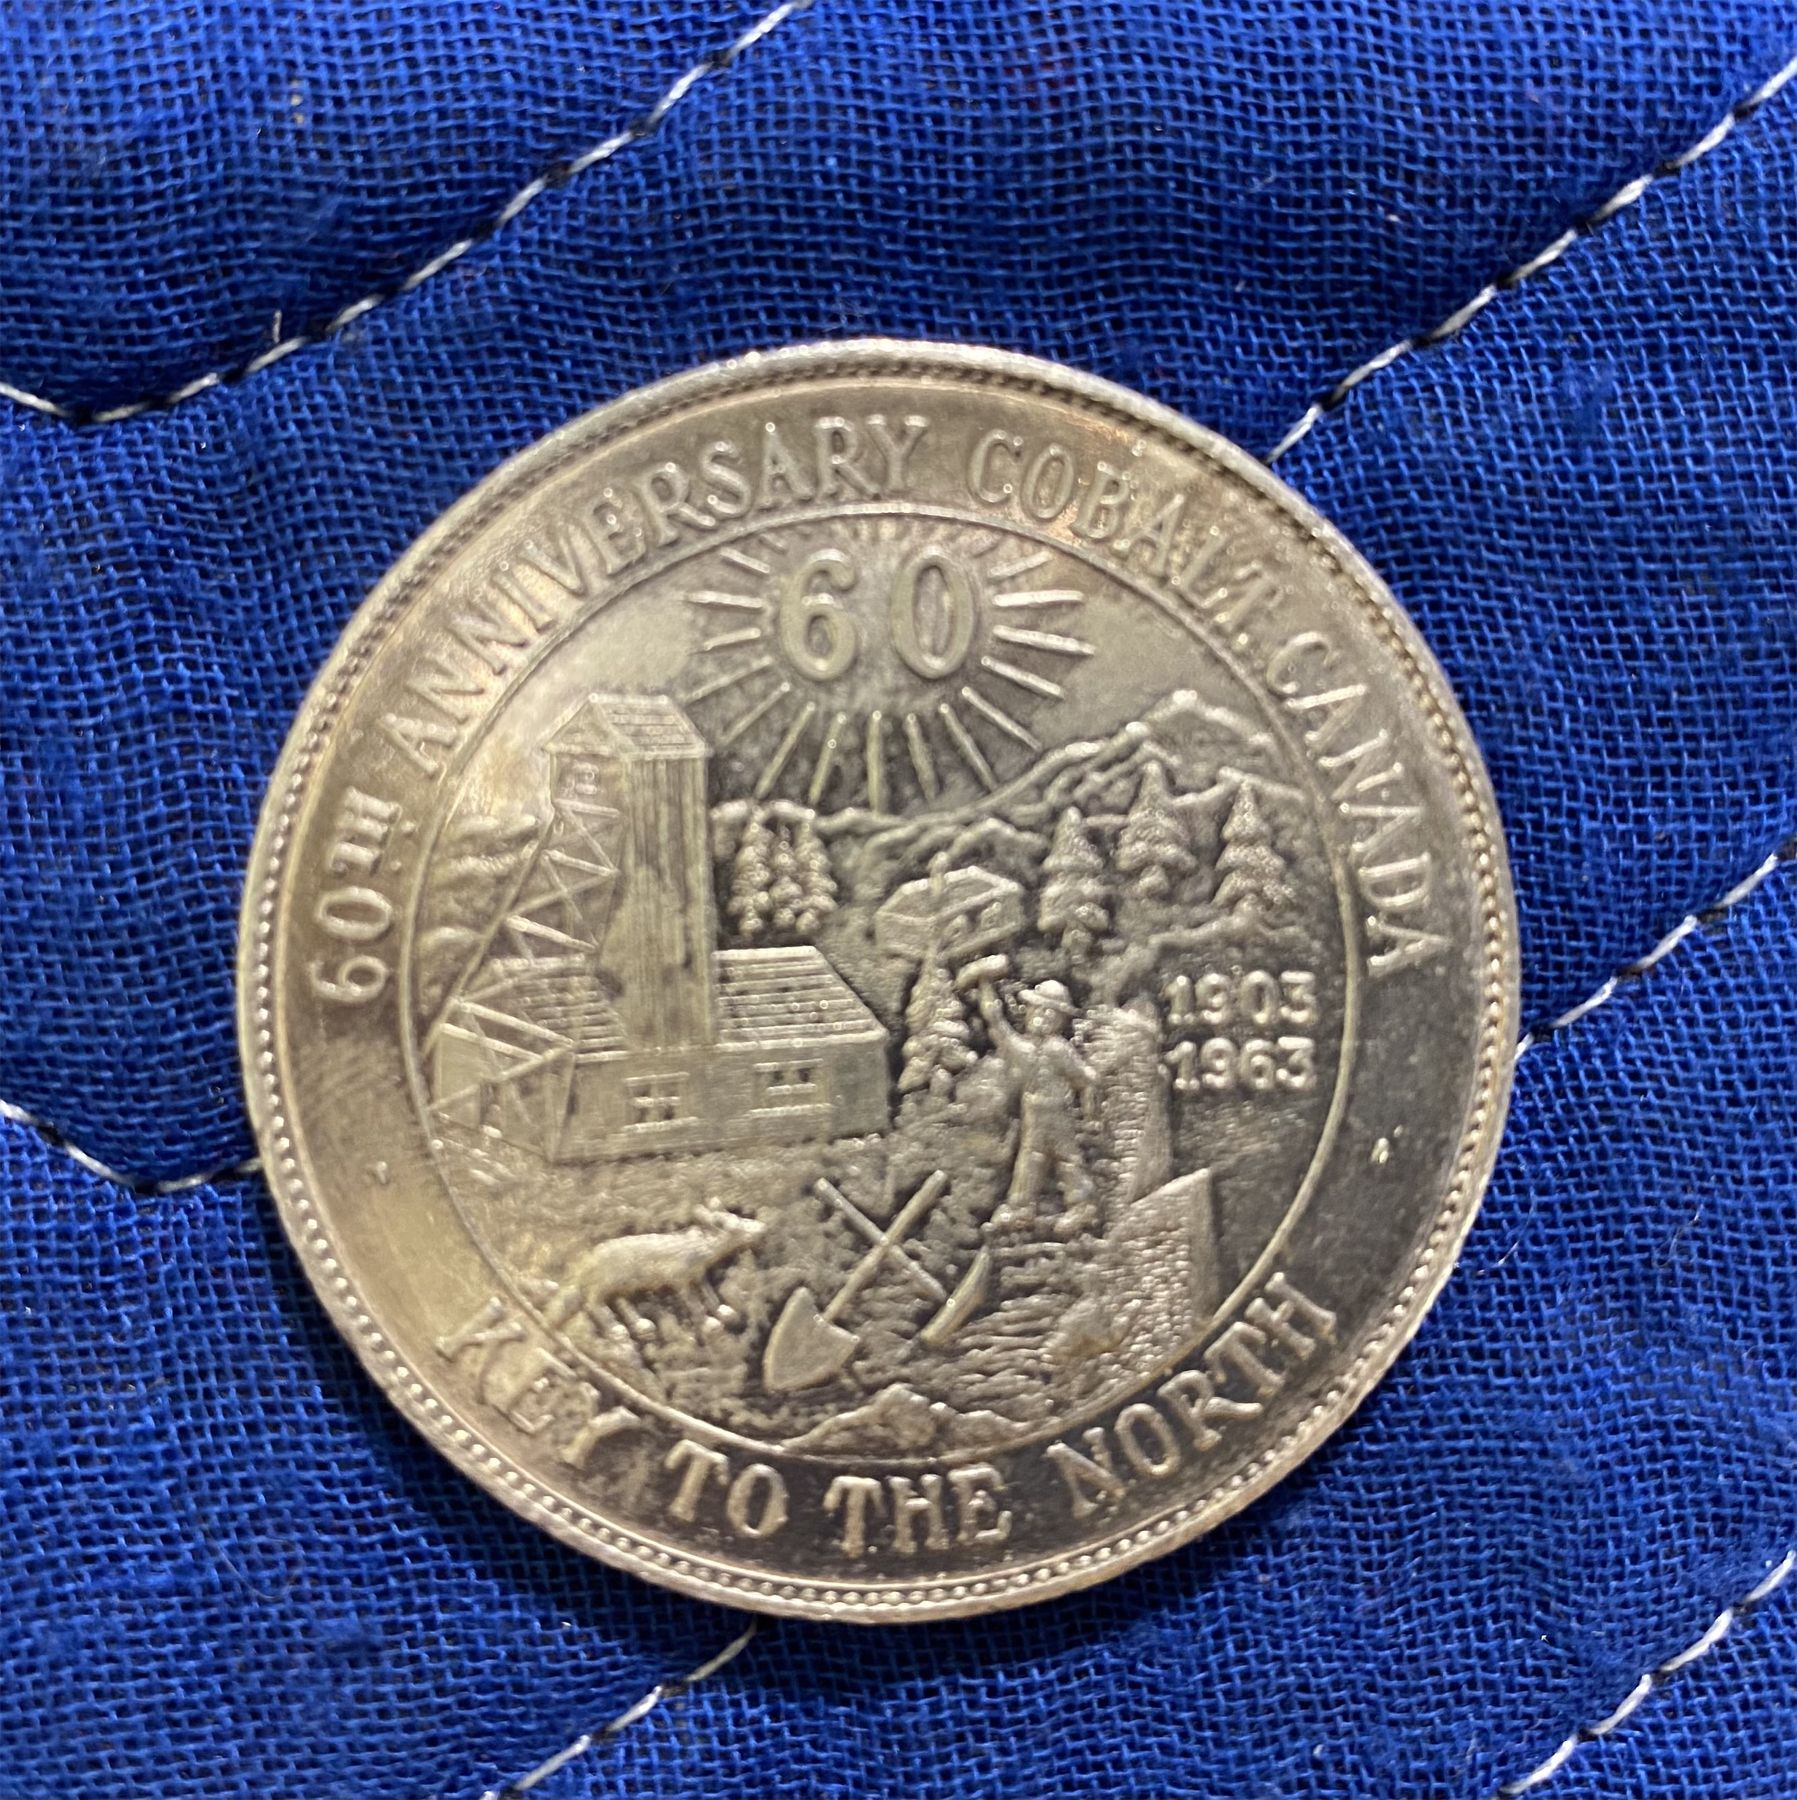 60TH ANNIVERSARY COBALT. CANADA
60
1903
1963
KEY TO THE NORTH